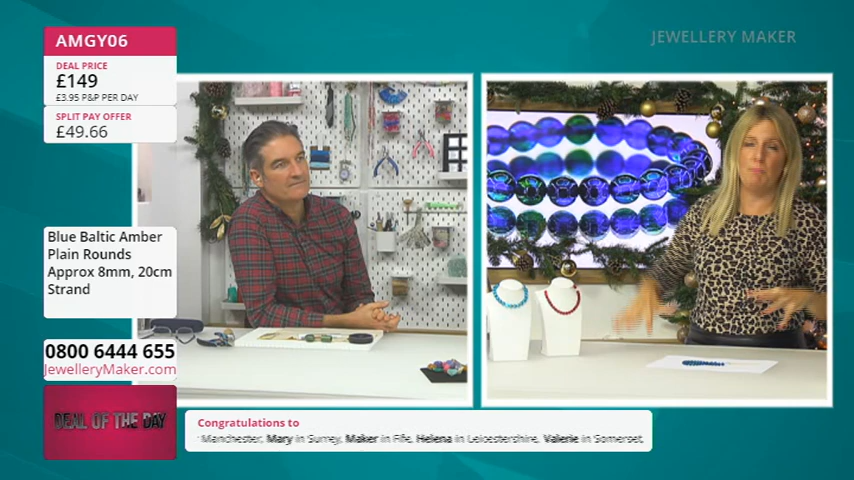 AMGY06
DEAL PRICE
£149
£3.95 P&P PER DAY
SPLIT PAY OFFER
£49.66
JEWELLERY MAKER
Blue Baltic Amber
Plain Rounds
Approx 8mm, 20cm
Strand
0800 6444 655
JewelleryMaker.com
DEAL OF THE DAY
Congratulations to
Manchester, Mary in Surrey, Maker in Fife, Helena in Leicestershire, Valerie in Somerset,